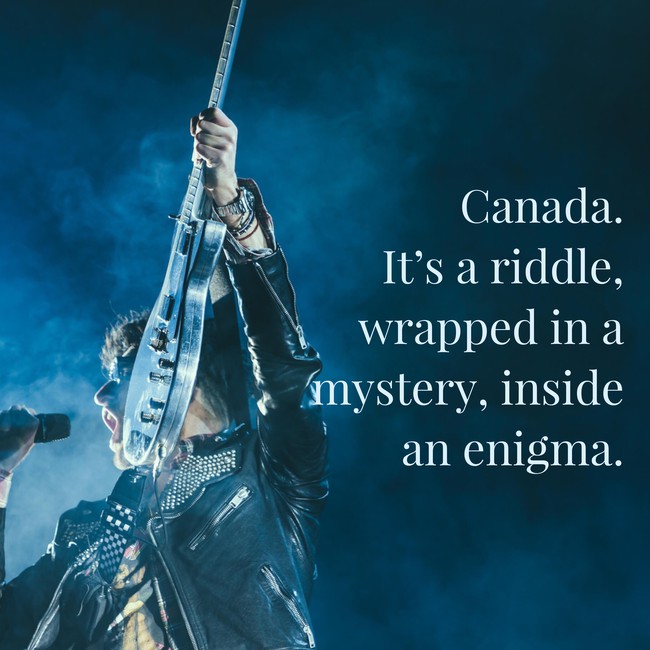 Canada.
It’s a riddle,
wrapped in a
mystery, inside
an enigma.